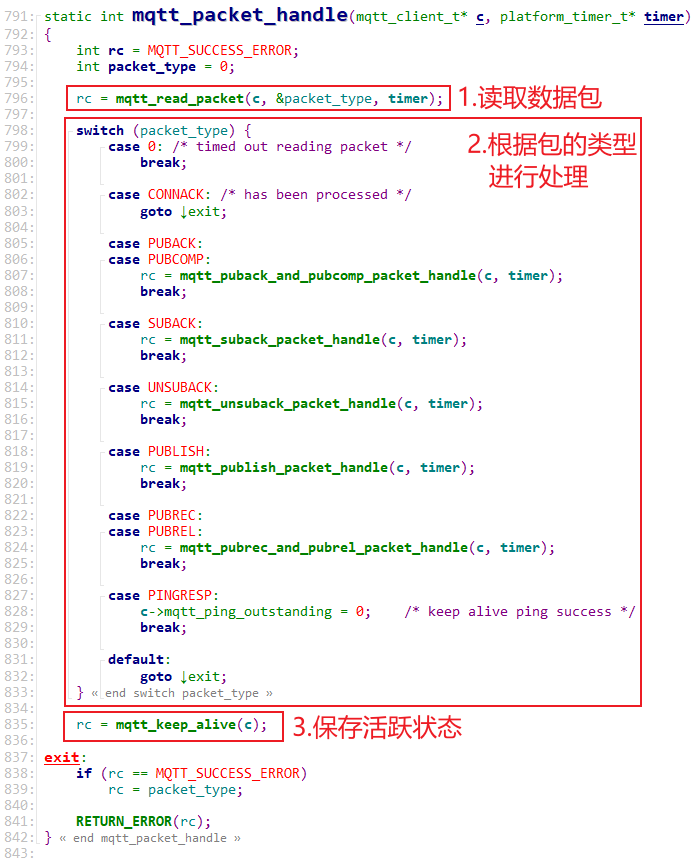 791: static int mqtt_packet_handle(mqtt_client_t* c, platform_timer_t* timer)
792: {
793: int rc = MQTT_SUCCESS_ERROR;
794: int packet_type = 0;
795:
796: rc = mqtt_read_packet(c, &packet_type, timer); 1.读取数据包
797:
798: switch (packet_type) { 2.根据包的类型
799: case 0: /* timed out reading packet */
800: break; 进行处理
801:
802: case CONNACK: /* has been processed */
803: goto ↓exit;
804:
805: case PUBACK:
806: case PUBCOMP:
807: rc = mqtt_puback_and_pubcomp_packet_handle(c, timer);
808: break;
809:
810: case SUBACK:
811: rc = mqtt_suback_packet_handle(c, timer);
812: break;
813:
814: case UNSUBACK:
815: rc = mqtt_unsuback_packet_handle(c, timer);
816: break;
817:
818: case PUBLISH:
819: rc = mqtt_publish_packet_handle(c, timer);
820: break;
821:
822: case PUBREC:
823: case PUBREL:
824: rc = mqtt_pubrec_and_pubrel_packet_handle(c, timer);
825: break;
826:
827: case PINGRESP:
828: c->mqtt_ping_outstanding = 0; /* keep alive ping success */
829: break;
830:
831: default:
832: goto ↓exit;
833: } « end switch packet_type »
834:
835: rc = mqtt_keep_alive(c); 3.保存活跃状态
836:
837: exit:
838: if (rc == MQTT_SUCCESS_ERROR)
839: rc = packet_type;
840:
841: RETURN_ERROR(rc);
842: } « end mqtt_packet_handle »
843: